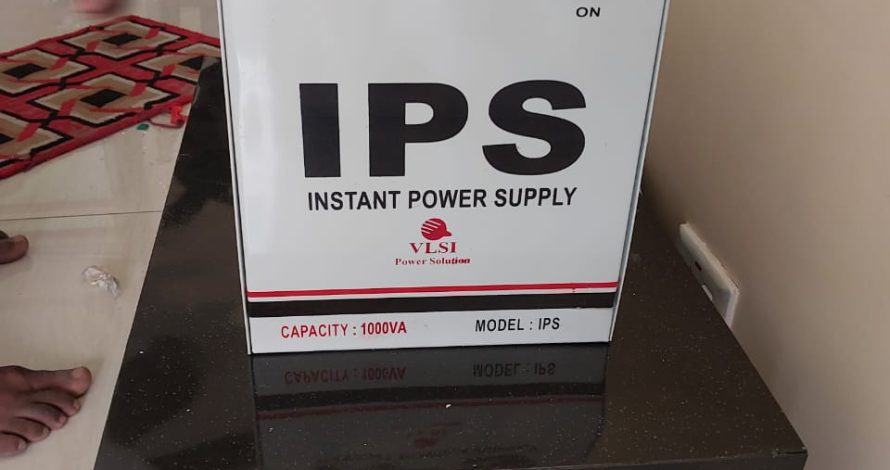 ON
IPS
INSTANT POWER SUPPLY
VLSI
Power Solution
CAPACITY : 1000VA MODEL : IPS